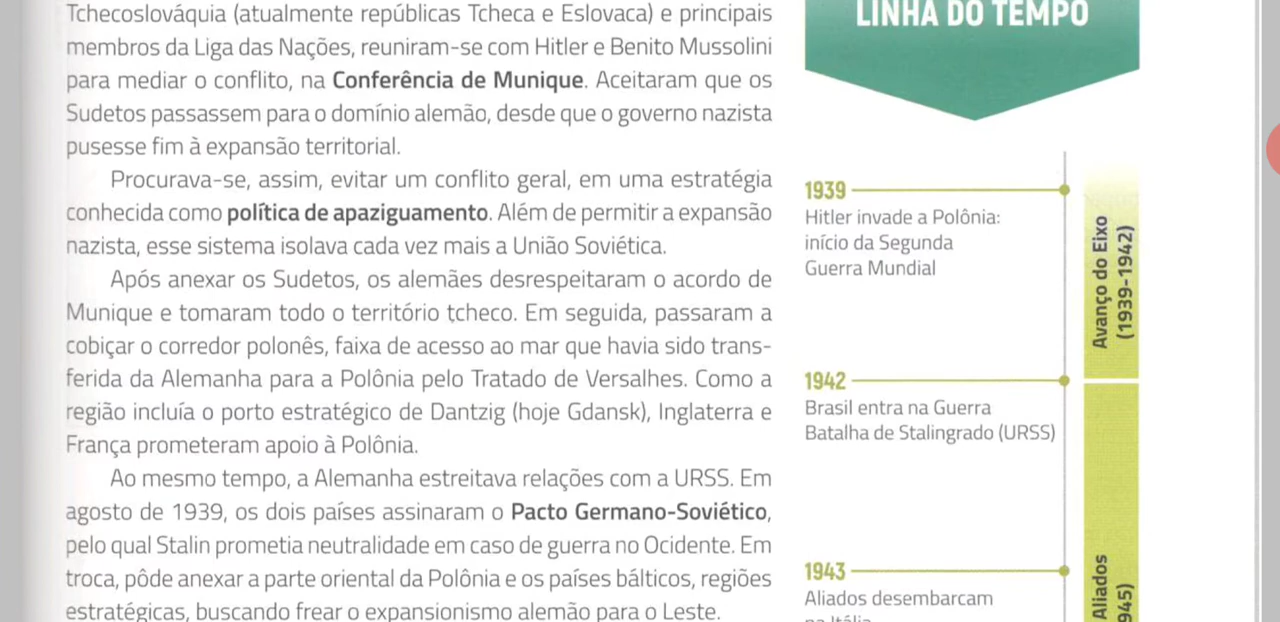 Tchecoslováquia (atualmente repúblicas Tcheca e Eslovaca) e principais
membros da Liga das Nações, reuniram-se com Hitler e Benito Mussolini
para mediar o conflito, na Conferência de Munique. Aceitaram que os
Sudetos passassem para o domínio alemão, desde que o governo nazista
pusesse fim à expansão territorial.
Procurava-se, assim, evitar um conflito geral, em uma estratégia
conhecida como política de apaziguamento. Além de permitir a expansão
nazista, esse sistema isolava cada vez mais a União Soviética.
Após anexar os Sudetos, os alemães desrespeitaram o acordo de
Munique e tomaram todo o território tcheco. Em seguida, passaram a
cobiçar o corredor polonês, faixa de acesso ao mar que havia sido trans-
ferida da Alemanha para a Polônia pelo Tratado de Versalhes. Como a
região incluía o porto estratégico de Dantzig (hoje Gdansk), Inglaterra e
França prometeram apoio à Polônia.
Ao mesmo tempo, a Alemanha estreitava relações com a URSS. Em
agosto de 1939, os dois países assinaram o Pacto Germano-Soviético,
pelo qual Stalin prometia neutralidade em caso de guerra no Ocidente. Em
troca, pôde anexar a parte oriental da Polônia e os países bálticos, regiões
estratégicas, buscando frear o expansionismo alemão para o Leste.
LINHA DO TEMPO
1939
Hitler invade a Polônia:
início da Segunda
Guerra Mundial
Avanço do Eixo
(1939-1942)
1942
Brasil entra na Guerra
Batalha de Stalingrado (URSS)
1943
Aliados desembarcam
na Itália
Aliados
945)